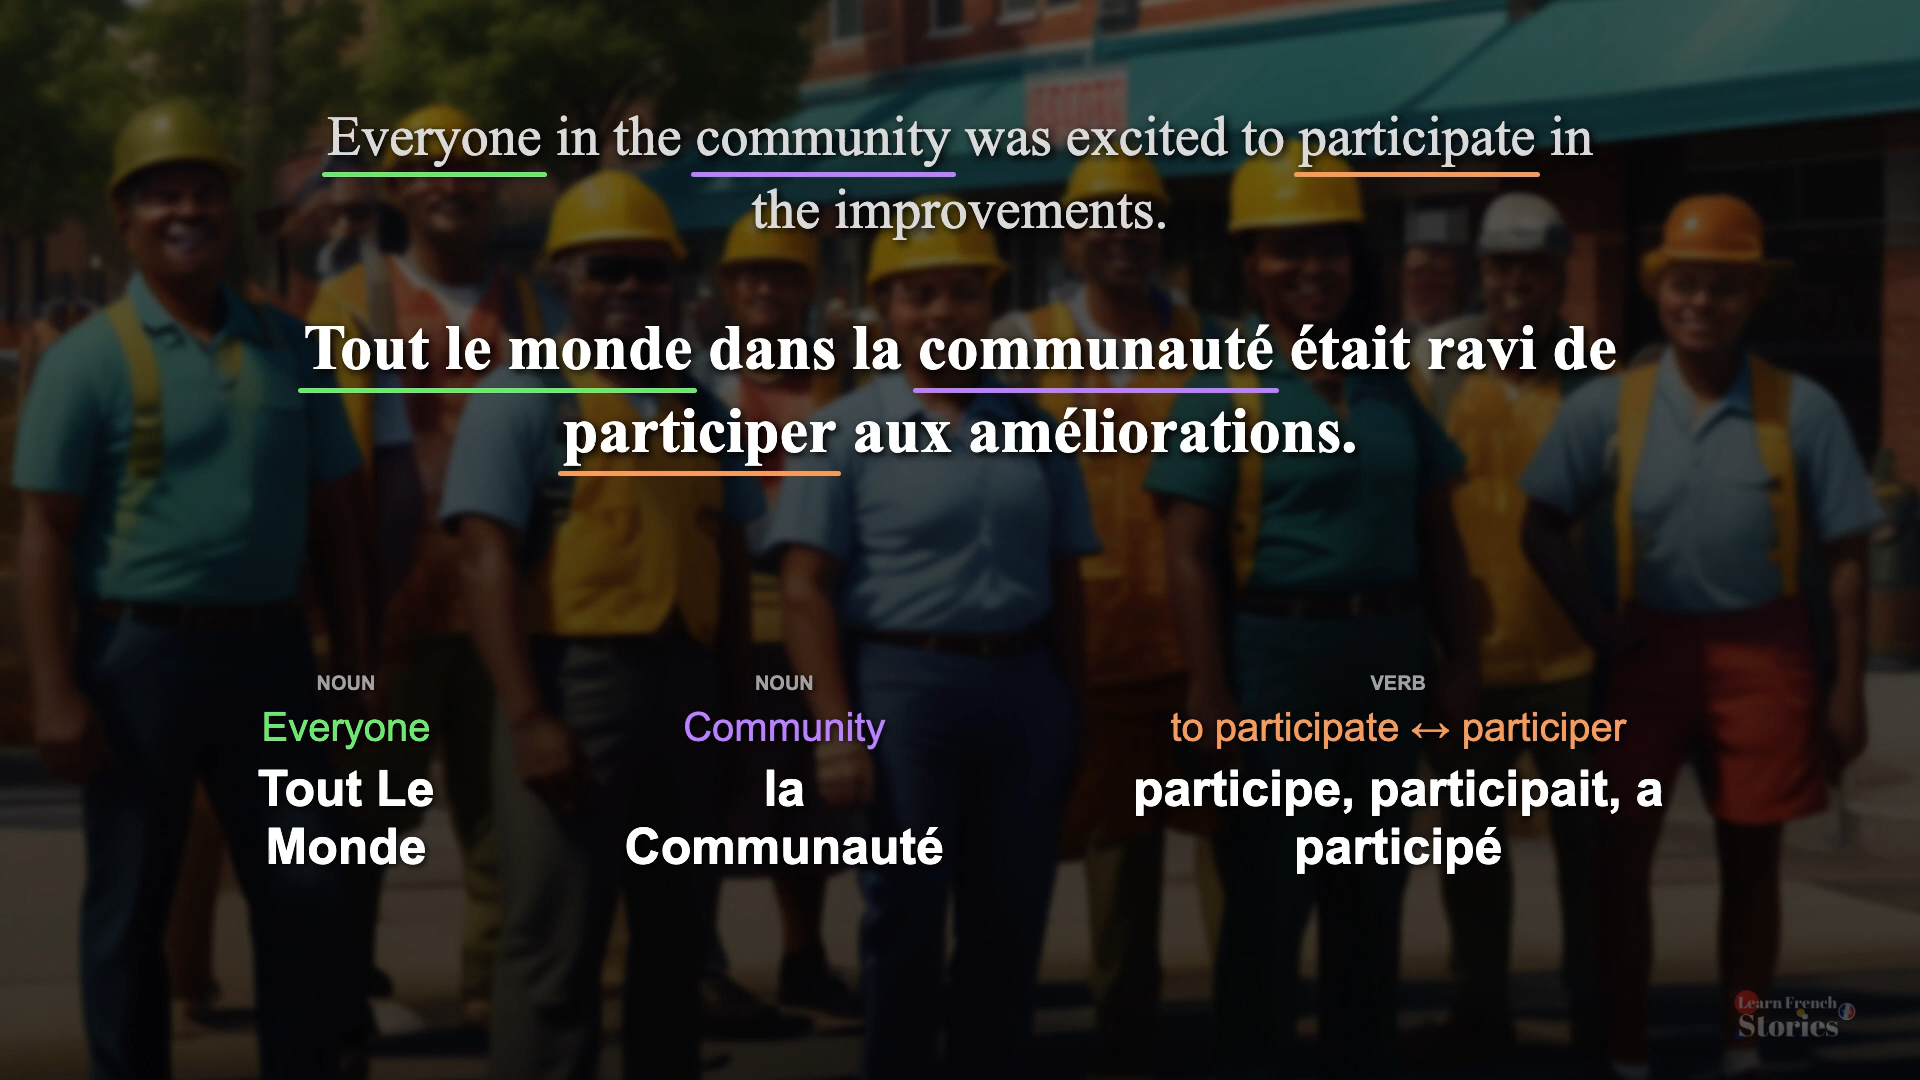 Everyone in the community was excited to participate in
the improvements.
Tout le monde dans la communauté était ravi de
participer aux améliorations.
NOUN
Everyone
Tout Le
Monde
NOUN
Community
la
Communauté
VERB
to participate ↔ participer
participe, participait, a
participé
Learn French
Stories